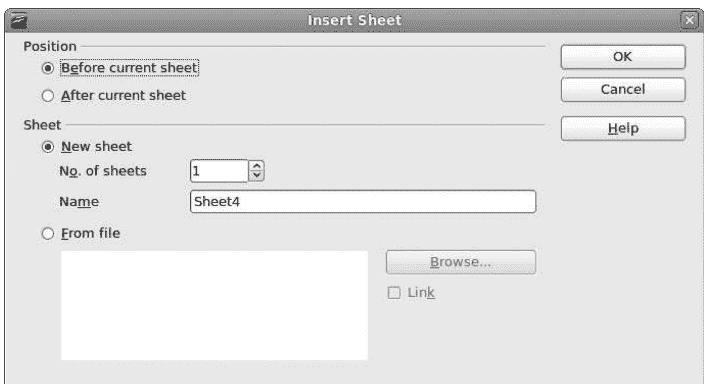 Insert Sheet
Position
Before current sheet
After current sheet
OK
Cancel
Help
Sheet
New sheet
No. of sheets
1
Name
Sheet4
From file
Browse...
Link